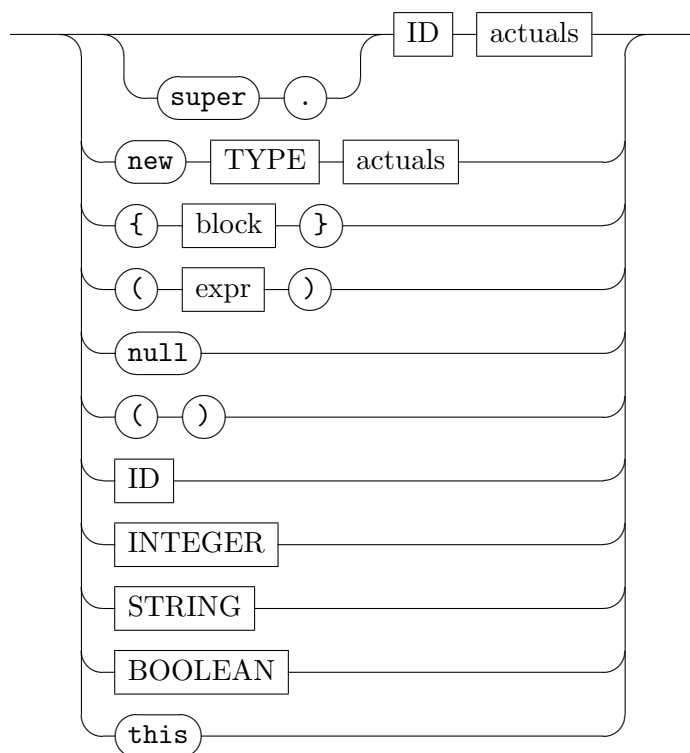 ID actuals
super .
new TYPE actuals
{ block }
( expr )
null
( )
ID
INTEGER
STRING
BOOLEAN
this